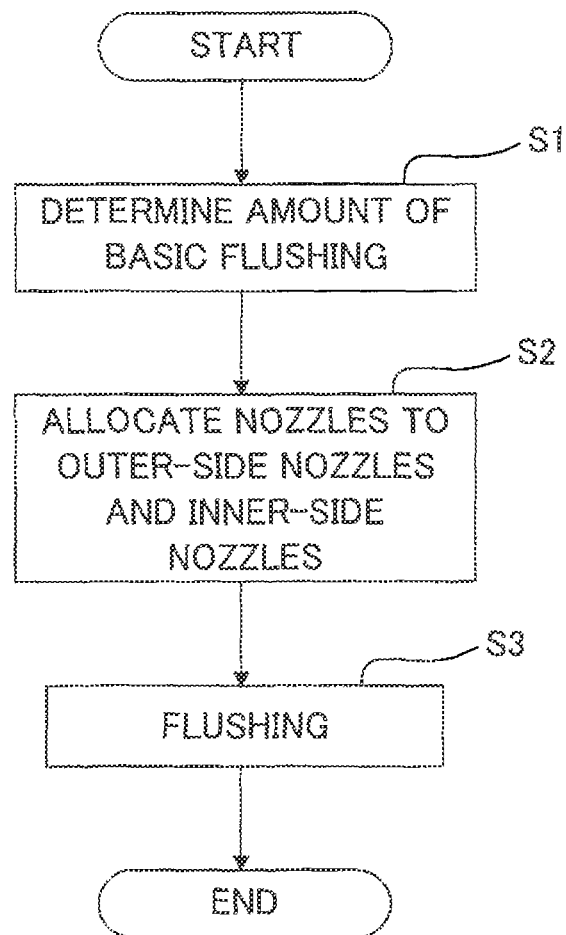 START
S1
DETERMINE AMOUNT OF
BASIC FLUSHING
S2
ALLOCATE NOZZLES TO
OUTER-SIDE NOZZLES
AND INNER-SIDE
NOZZLES
S3
FLUSHING
END